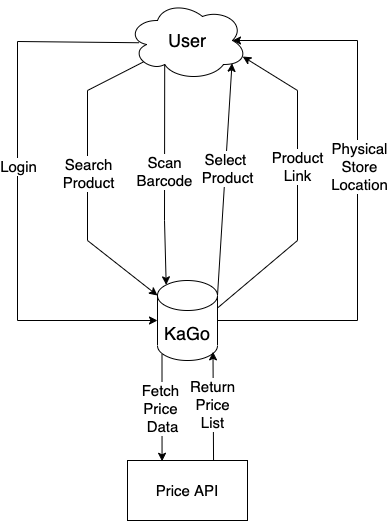 User
Login
Search
Product
Scan
Barcode
Select
Product
Product
Link
Physical
Store
Location
KaGo
Fetch
Price
Data
Return
Price
List
Price API